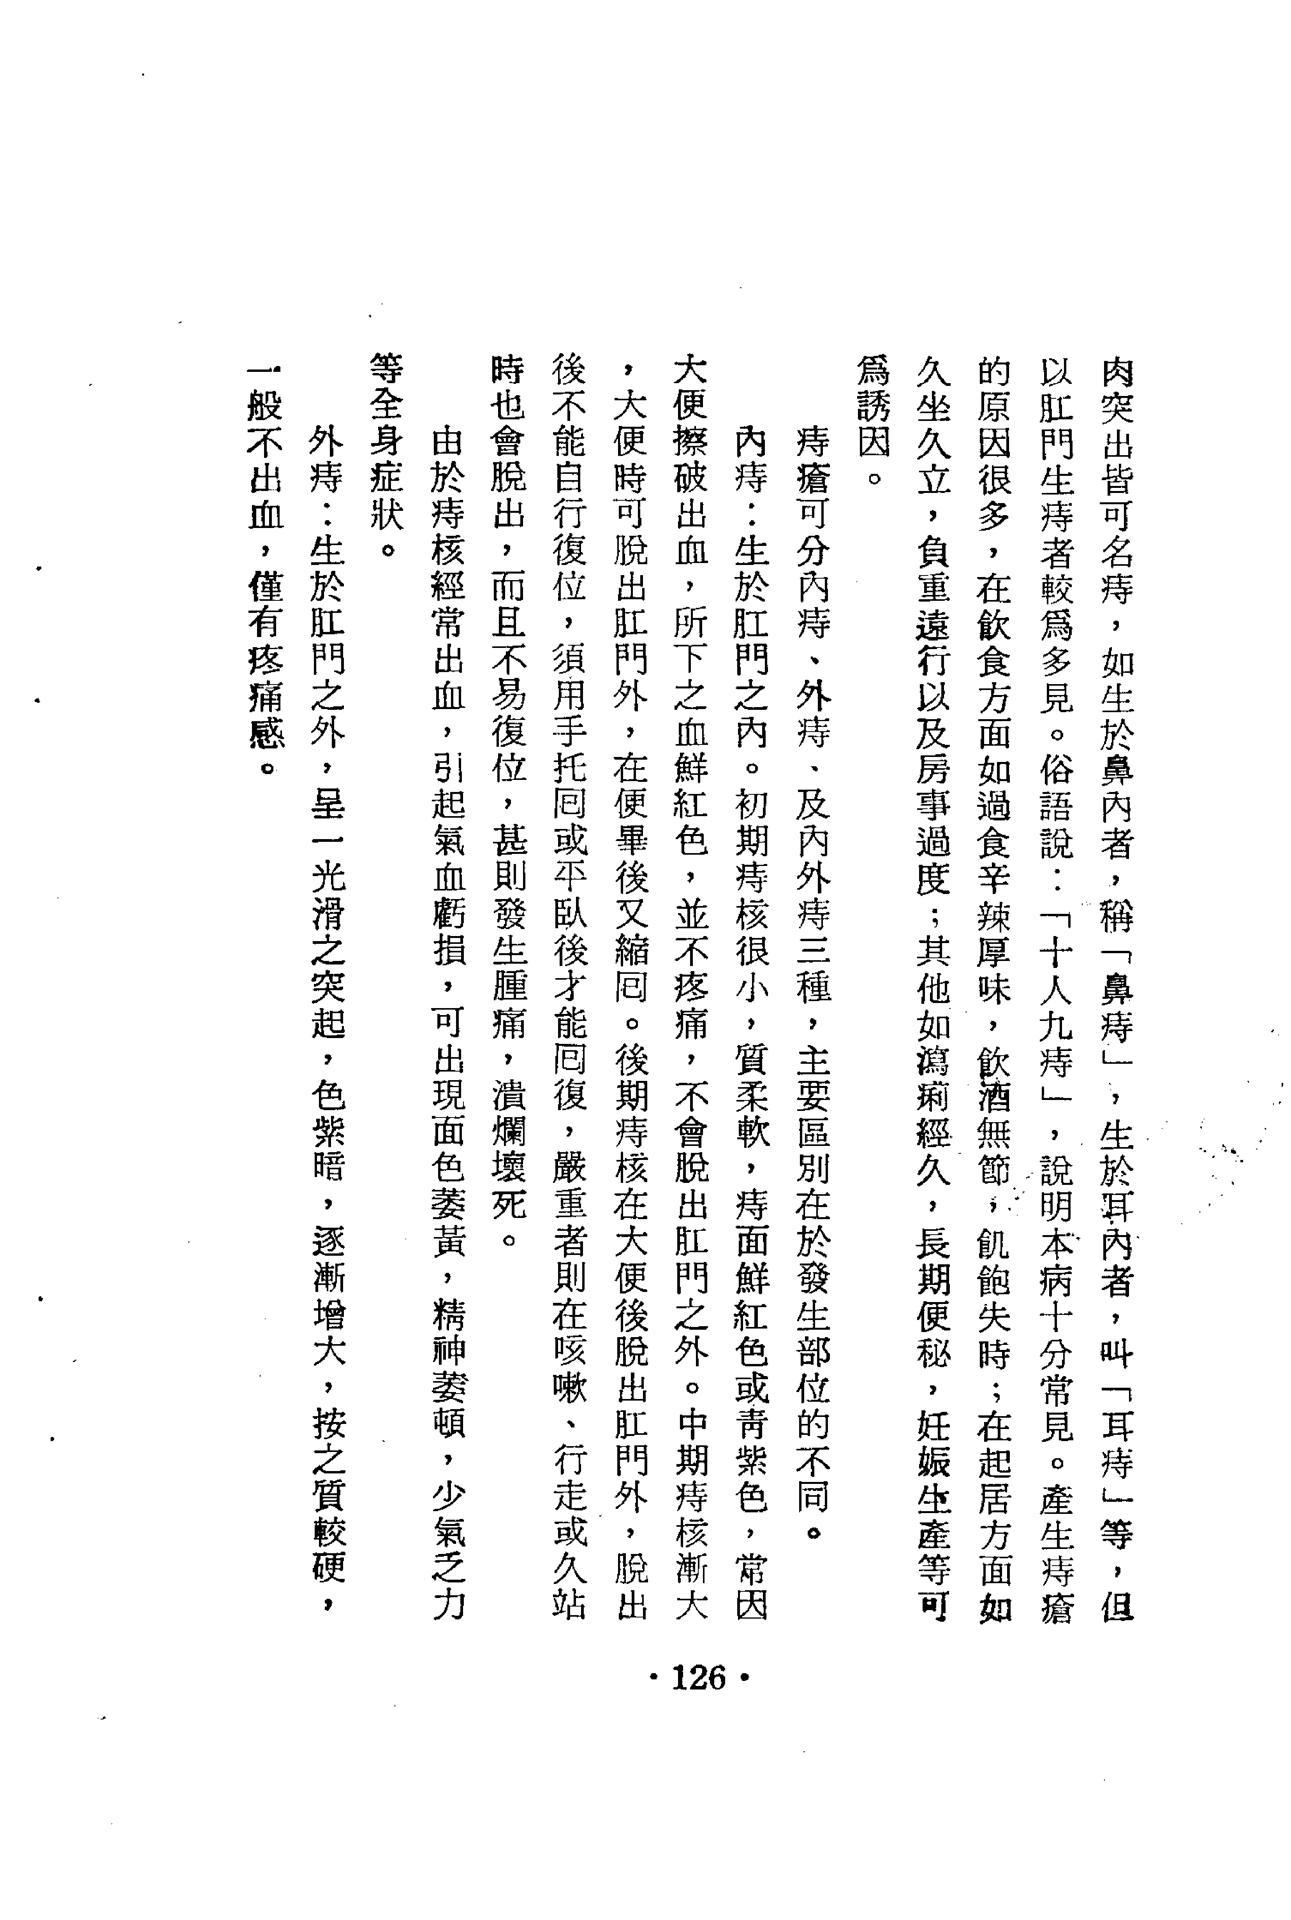 肉突出皆可名痔，如生於鼻內者，稱「鼻痔」，生於耳內者，叫「耳痔」等，但
以肛門生痔者較爲多見。俗語說：「十人九痔」，說明本病十分常見。產生痔瘡
的原因很多，在飲食方面如過食辛辣厚味，飲酒無節，飢飽失時；在起居方面如
久坐久立，負重遠行以及房事過度；其他如瀉痢經久，長期便秘，妊娠生產等可
爲誘因。
痔瘡可分內痔、外痔、及內外痔三種，主要區別在於發生部位的不同。
內痔：生於肛門之內。初期痔核很小，質柔軟，痔面鮮紅色或靑紫色，常因
大便擦破出血，所下之血鮮紅色，並不疼痛，不會脫出肛門之外。中期痔核漸大
，大便時可脫出肛門外，在便畢後又縮囘。後期痔核在大便後脫出肛門外，脫出
後不能自行復位，須用手托囘或平臥後才能囘復，嚴重者則在咳嗽、行走或久站
時也會脫出，而且不易復位，甚則發生腫痛，潰爛壞死。
由於痔核經常出血，引起氣血虧損，可出現面色萎黃，精神萎頓，少氣乏力
等全身症狀。
外痔：生於肛門之外，呈一光滑之突起，色紫暗，逐漸增大，按之質較硬，
一般不出血，僅有疼痛感。
・126・